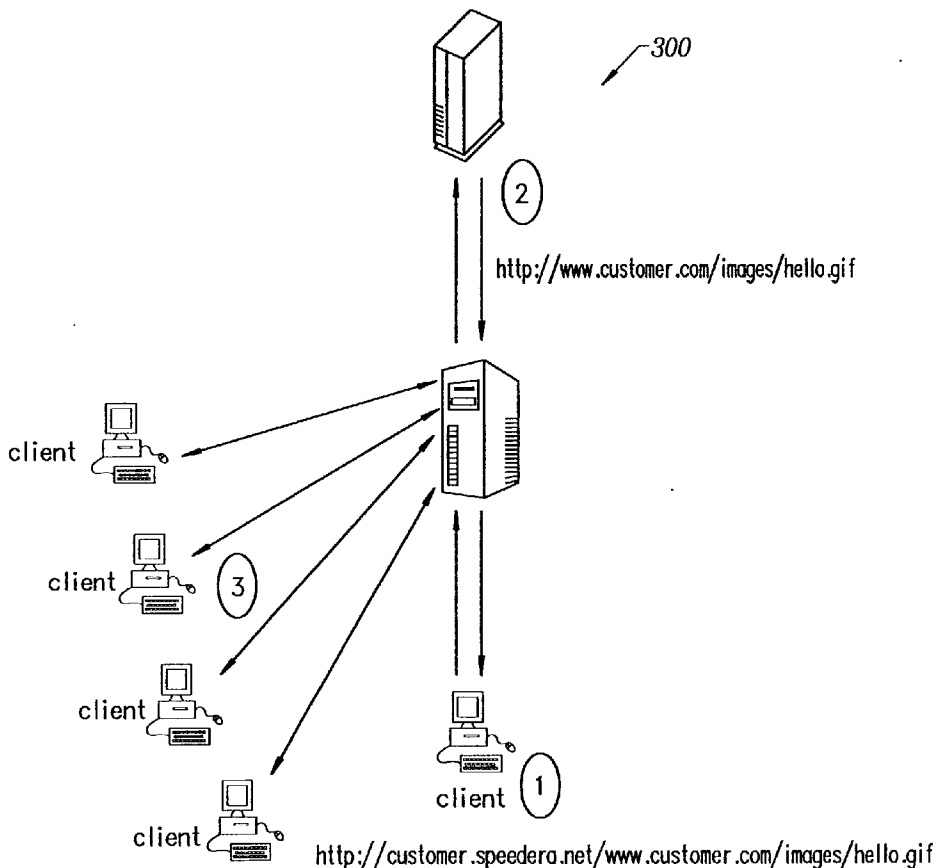 300
2
http://www.customer.com/images/hello.gif
client
client
3
client
client
client
1
http://customer.speedera.net/www.customer.com/images/hello.gif